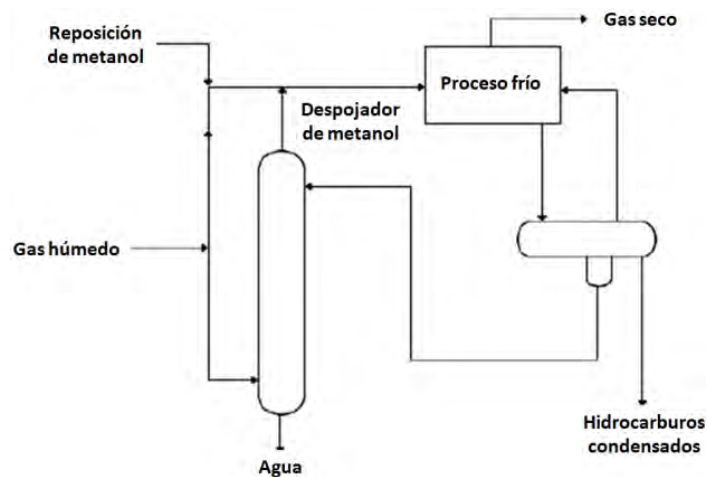 Gas seco
Reposición
de metanol
Proceso frío
Despojador
de metanol
Gas húmedo
Hidrocarburos
condensados
Agua